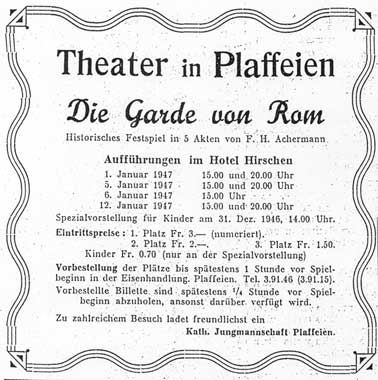 Theater in Plaffeien
Die Garde von Rom
Historisches Festspiel in 5 Akten von F. H. Achermann
Aufführungen im Hotel Hirschen
1. Januar 1947 15.00 und 20.00 Uhr
5. Januar 1947 15.00 und 20.00 Uhr
6. Januar 1947 15.00 Uhr
12. Januar 1947 15.00 und 20.00 Uhr
Spezialvorstellung für Kinder am 31. Dez. 1946, 14.00 Uhr.
Eintrittspreise: 1. Platz Fr. 3.— (numeriert).
2. Platz Fr. 2.—. 3. Platz Fr. 1.50.
Kinder Fr. 0.70 (nur an der Spezialvorstellung)
Vorbestellung der Plätze bis spätestens 1 Stunde vor Spiel-
beginn in der Eisenhandlung. Plaffeien. Tel. 3.91.46 (3.91.15).
Vorbestellte Billette sind spätestens ¼ Stunde vor Spiel-
beginn abzuholen, ansonst darüber verfügt wird.
Zu zahlreichem Besuch ladet freundlichst ein
Kath. Jungmannschaft Plaffeien.